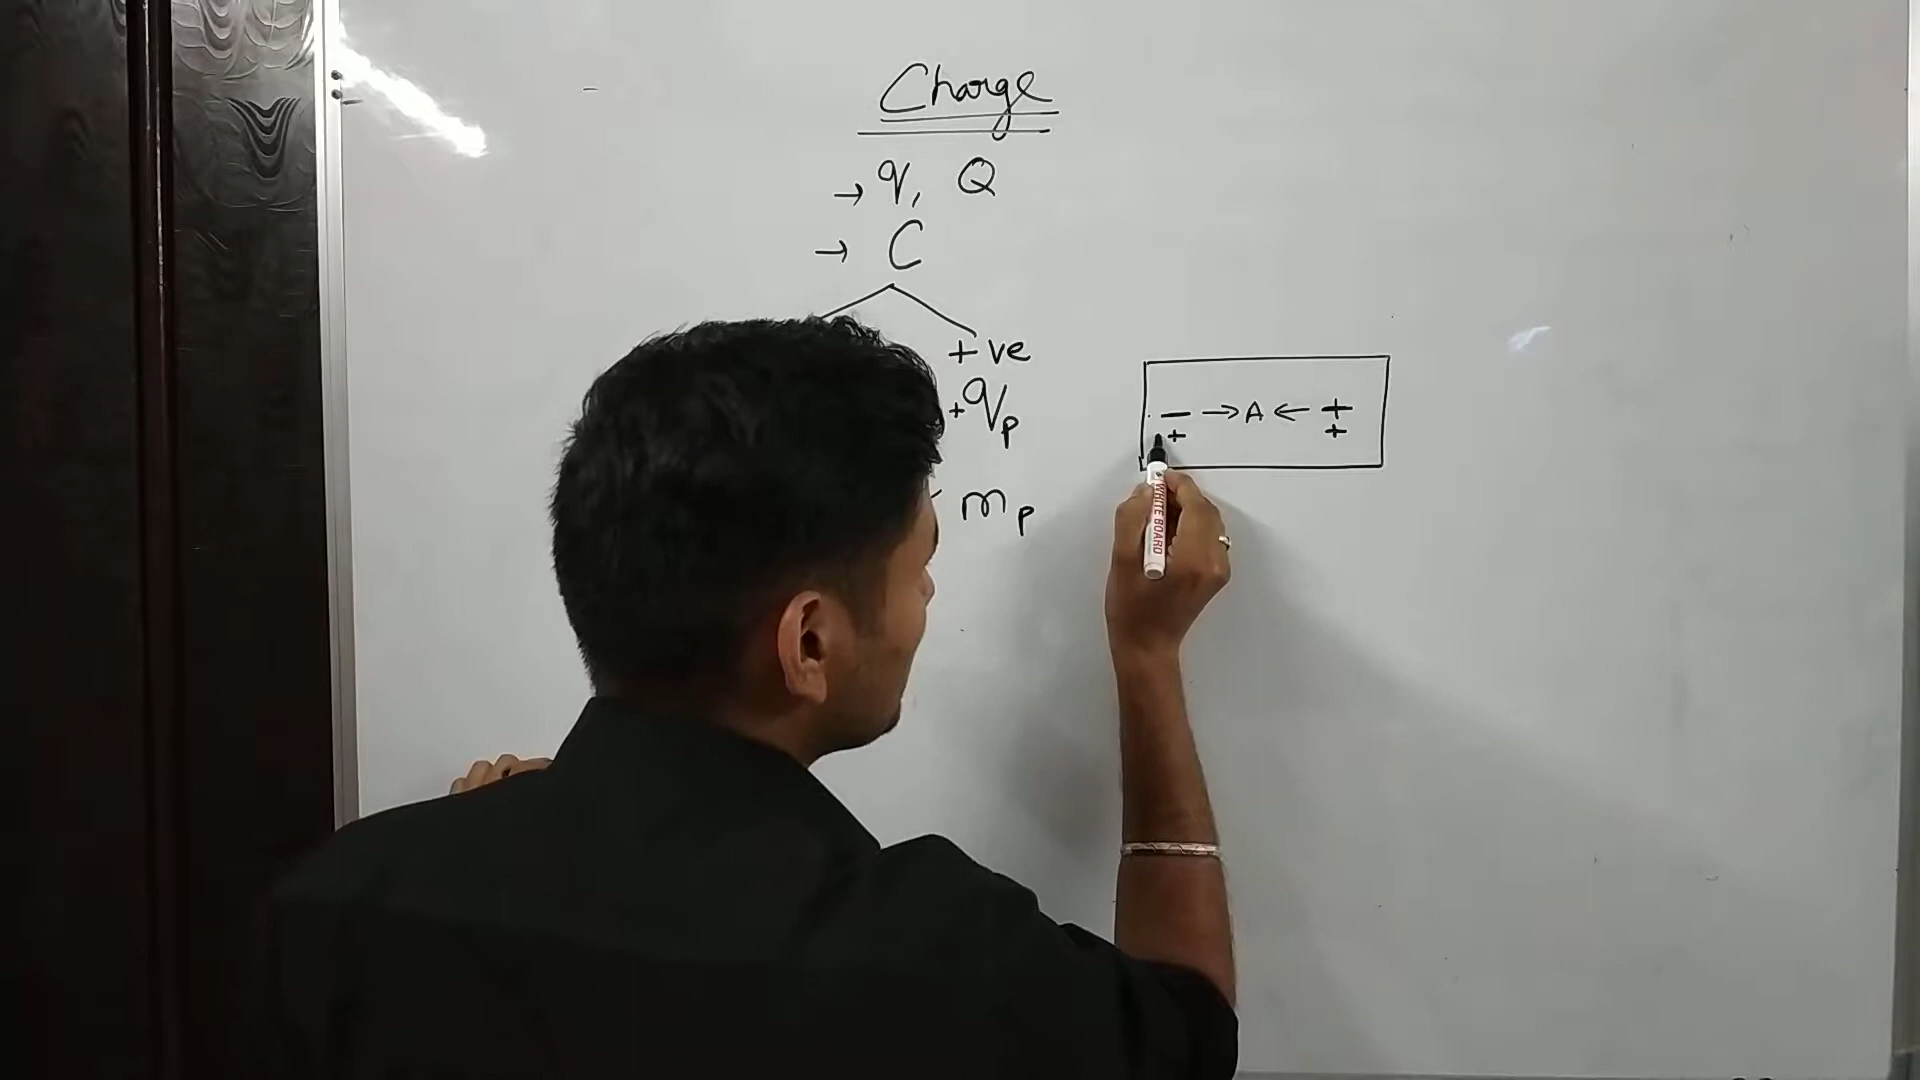 Charge
→ q, Q
→ C
+ve
+qₚ
mₚ
− → A ← +
+ +
WHITE BOARD